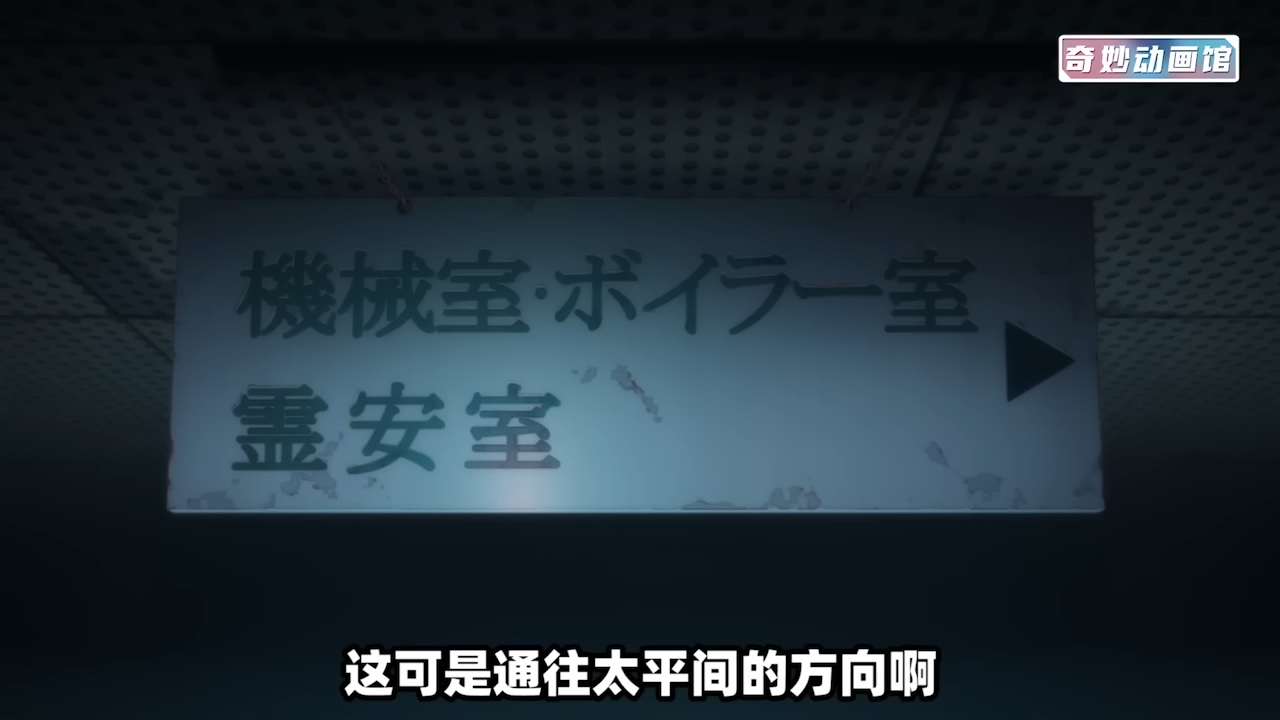 奇妙动画馆
機械室·ボイラー室
霊安室
这可是通往太平间的方向啊